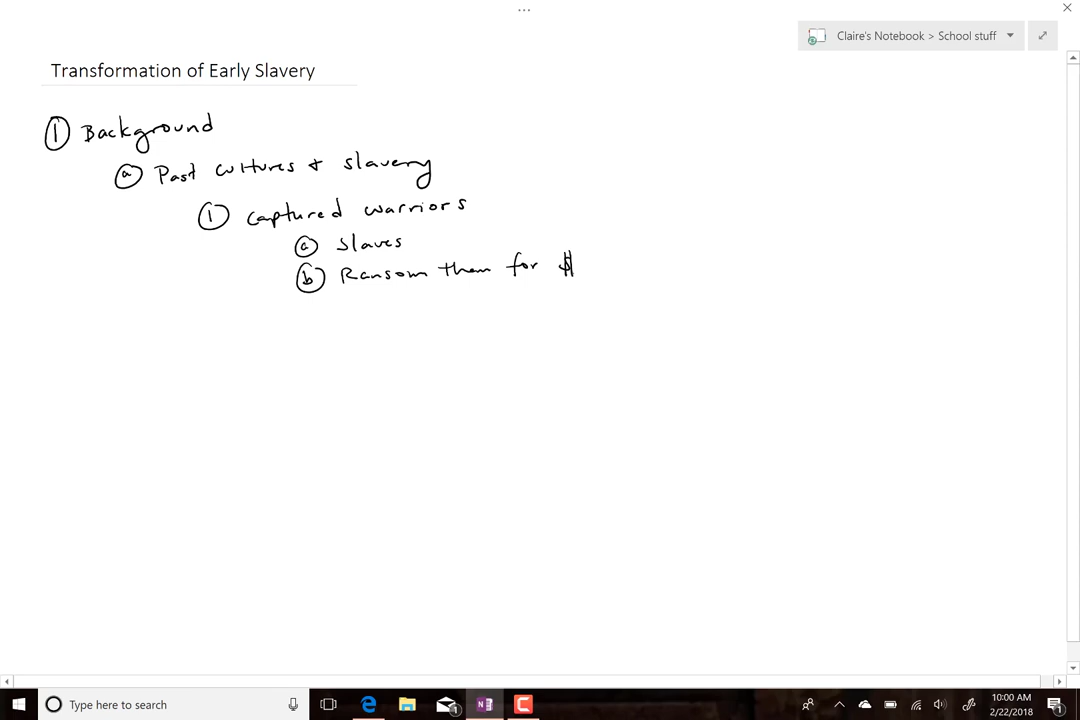 ...
Claire's Notebook > School stuff
Transformation of Early Slavery
1 Background
a Past cultures + slavery
1 Captured warriors
a Slaves
b Ransom them for $
Type here to search
10:00 AM
2/22/2018